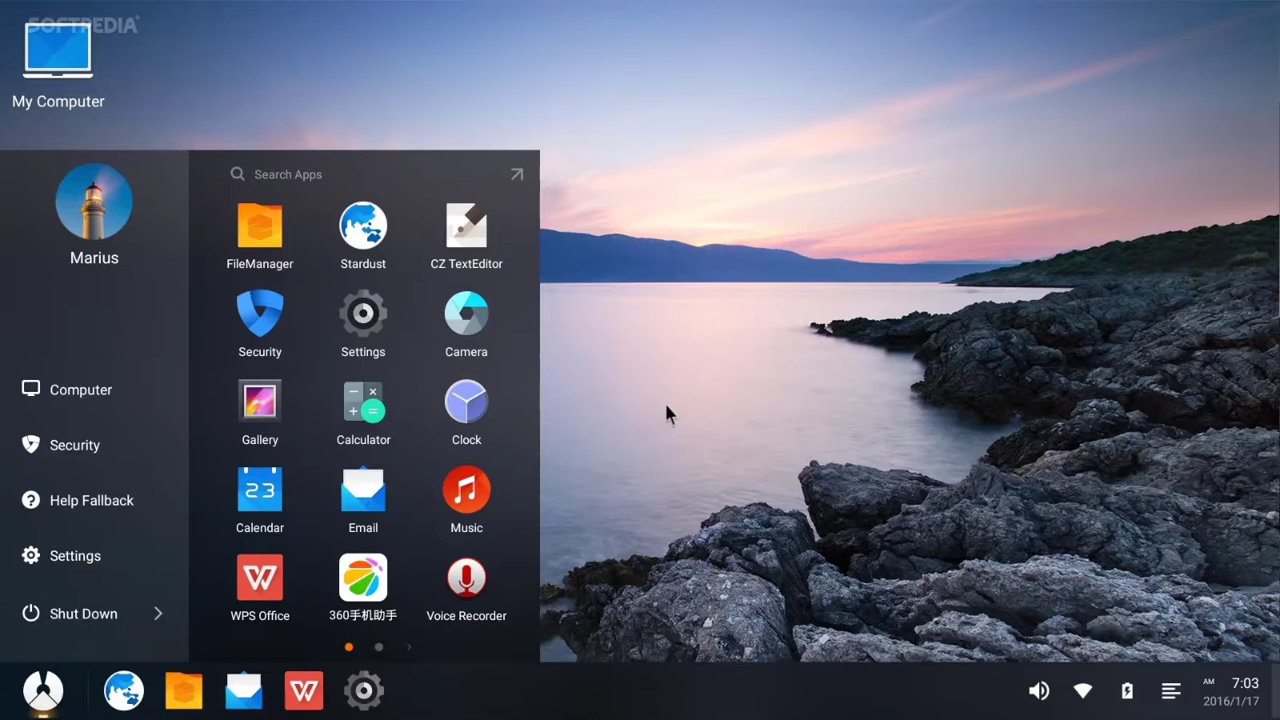 SOFTPEDIA
My Computer
Search Apps
Marius
FileManager
Stardust
CZ TextEditor
Security
Settings
Camera
Computer
Gallery
Calculator
Clock
Security
Help Fallback
23
Calendar
Email
Music
Settings
WPS Office
360手机助手
Voice Recorder
Shut Down
AM 7:03
2016/1/17